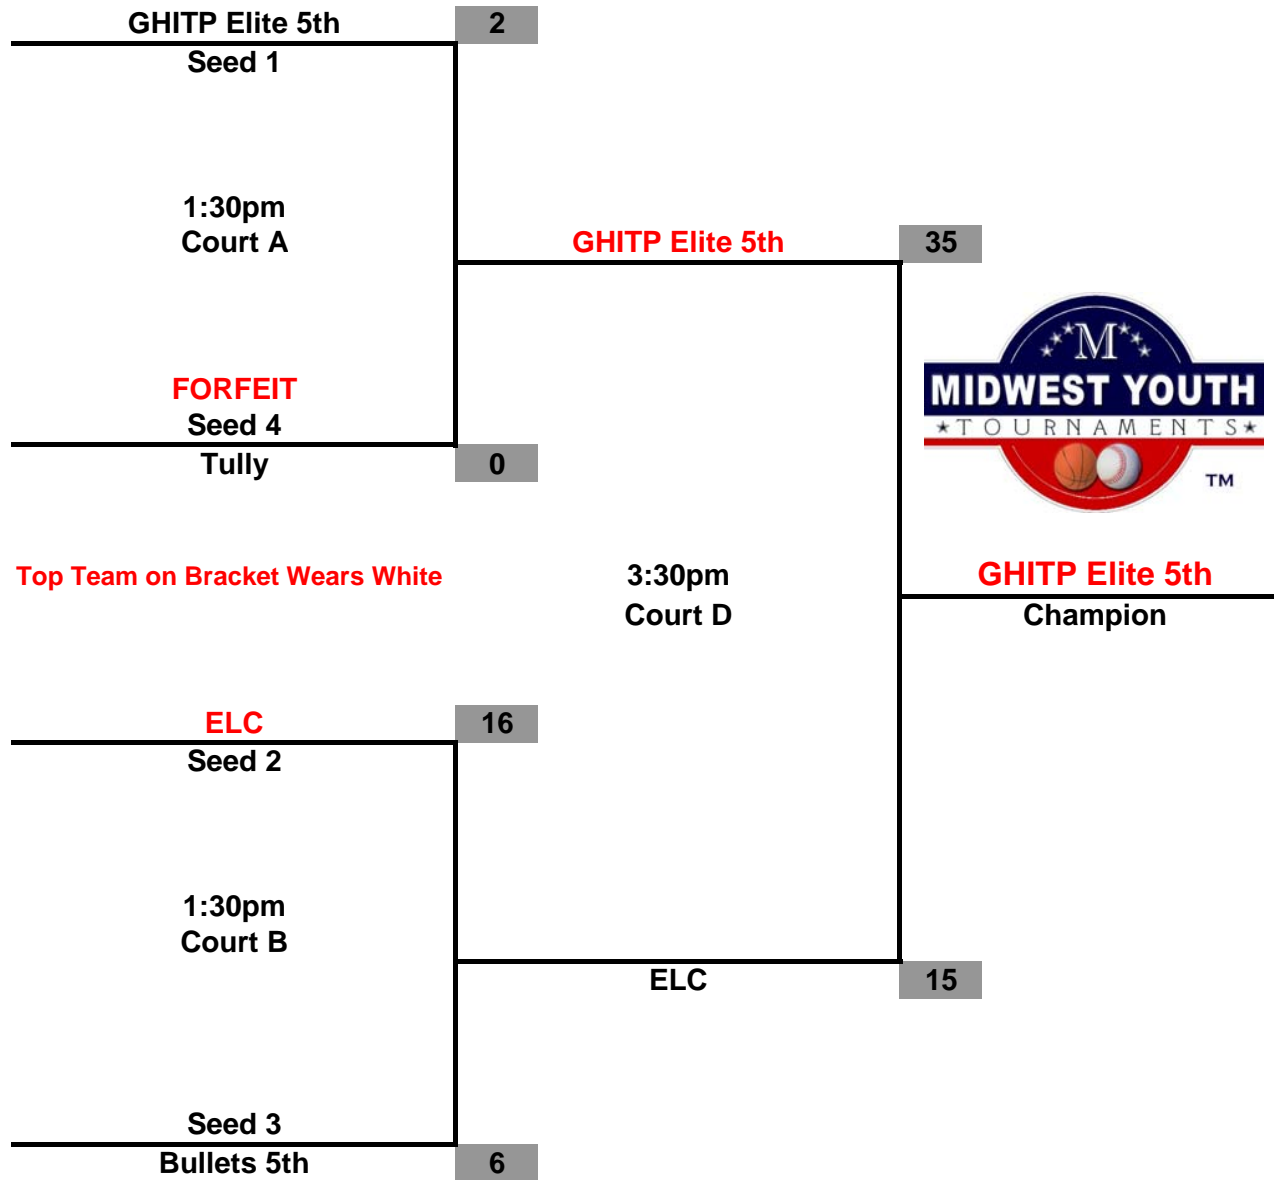 GHITP Elite 5th 2
Seed 1
1:30pm
Court A
GHITP Elite 5th 35
M
MIDWEST YOUTH
TOURNAMENTS
TM
FORFEIT
Seed 4
Tully 0
Top Team on Bracket Wears White
3:30pm
Court D
GHITP Elite 5th
Champion
ELC 16
Seed 2
1:30pm
Court B
ELC 15
Seed 3
Bullets 5th 6